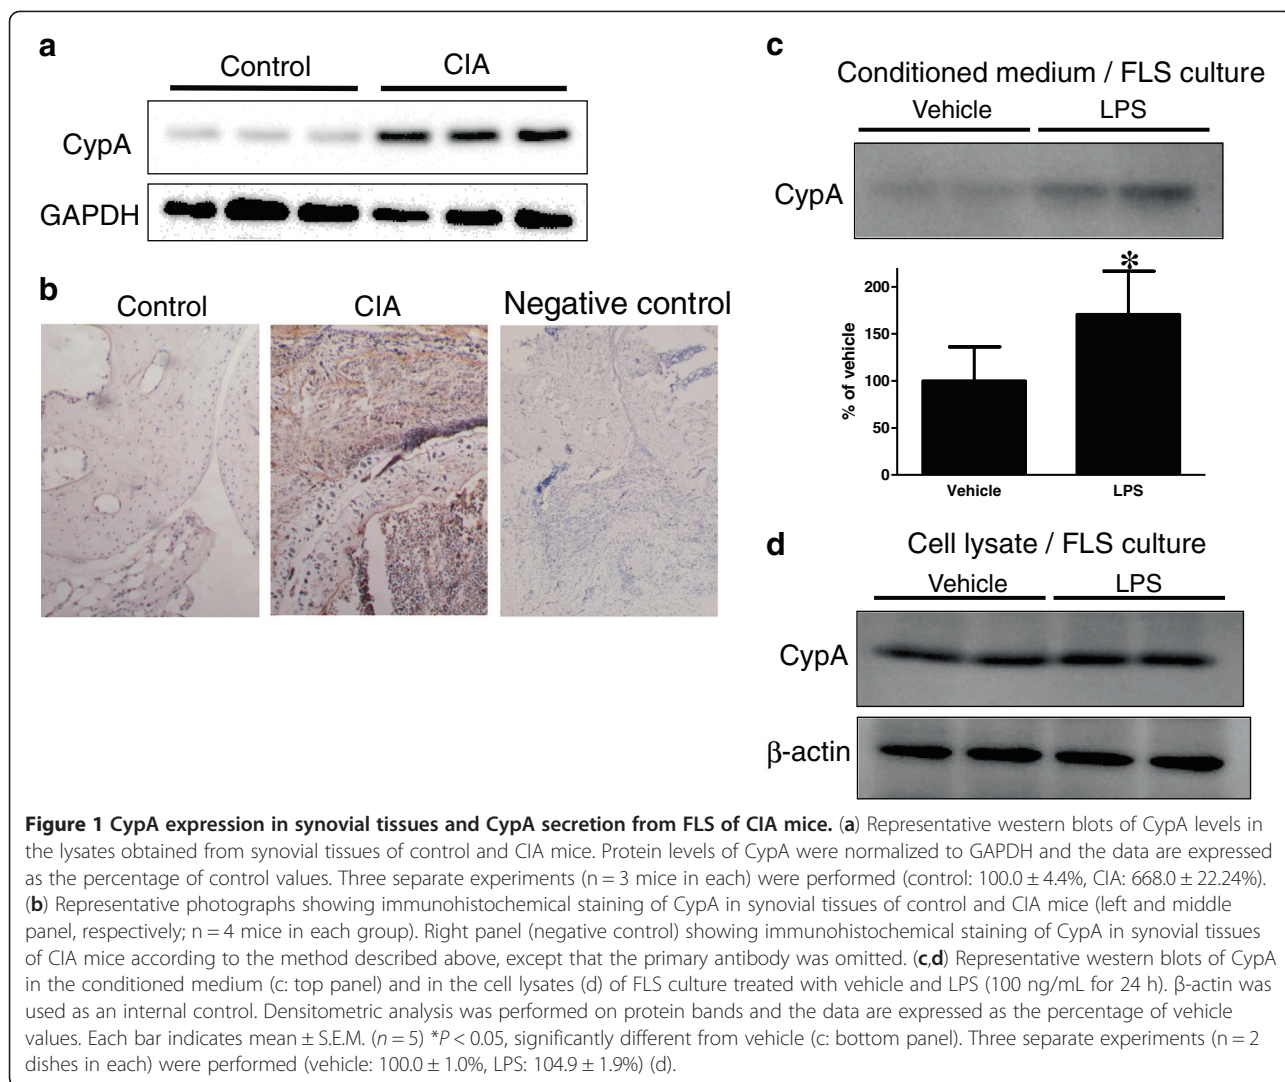 a
Control CIA
CypA
GAPDH
b
Control CIA Negative control
c
Conditioned medium / FLS culture
Vehicle LPS
CypA
*
% of vehicle
200
150
100
50
0
Vehicle LPS
d
Cell lysate / FLS culture
Vehicle LPS
CypA
β-actin
Figure 1 CypA expression in synovial tissues and CypA secretion from FLS of CIA mice. (a) Representative western blots of CypA levels in
the lysates obtained from synovial tissues of control and CIA mice. Protein levels of CypA were normalized to GAPDH and the data are expressed
as the percentage of control values. Three separate experiments (n = 3 mice in each) were performed (control: 100.0 ± 4.4%, CIA: 668.0 ± 22.24%).
(b) Representative photographs showing immunohistochemical staining of CypA in synovial tissues of control and CIA mice (left and middle
panel, respectively; n = 4 mice in each group). Right panel (negative control) showing immunohistochemical staining of CypA in synovial tissues
of CIA mice according to the method described above, except that the primary antibody was omitted. (c,d) Representative western blots of CypA
in the conditioned medium (c: top panel) and in the cell lysates (d) of FLS culture treated with vehicle and LPS (100 ng/mL for 24 h). β-actin was
used as an internal control. Densitometric analysis was performed on protein bands and the data are expressed as the percentage of vehicle
values. Each bar indicates mean ± S.E.M. (n = 5) *P < 0.05, significantly different from vehicle (c: bottom panel). Three separate experiments (n = 2
dishes in each) were performed (vehicle: 100.0 ± 1.0%, LPS: 104.9 ± 1.9%) (d).